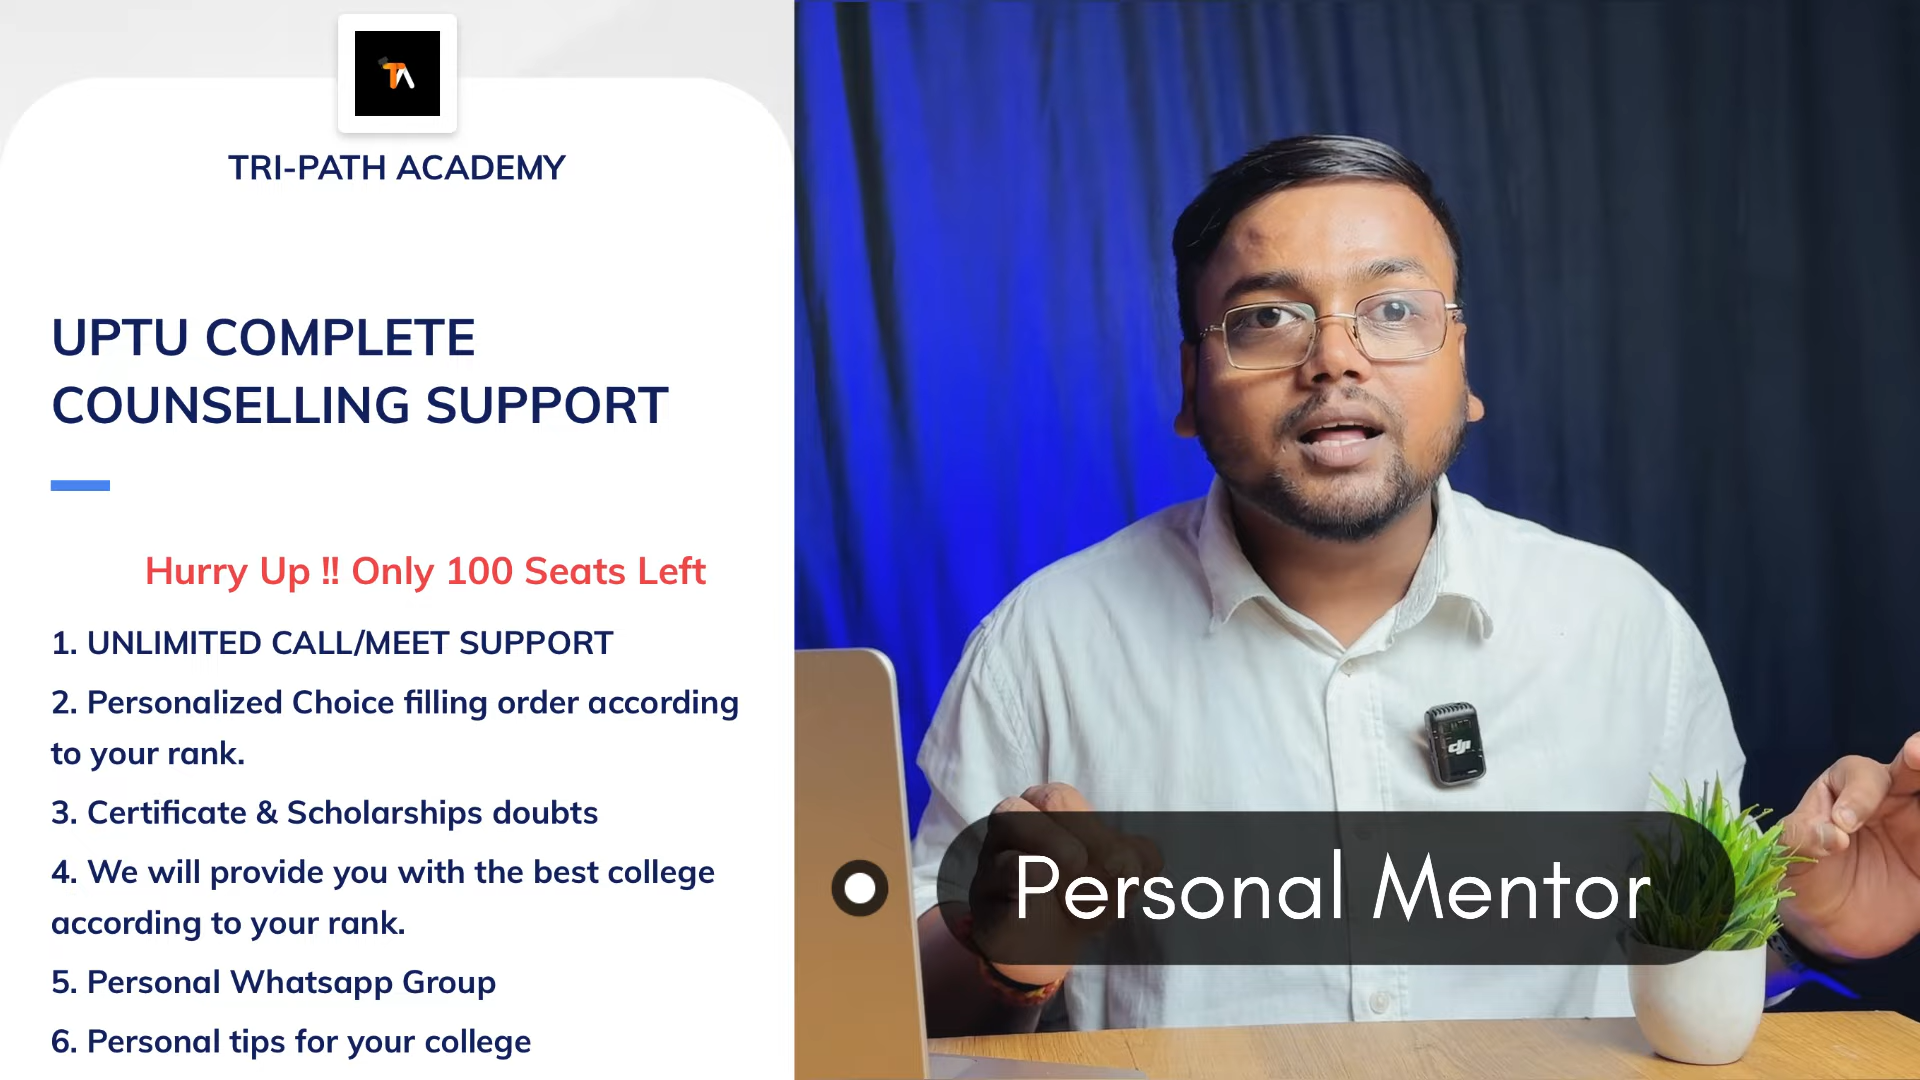 TA
TRI-PATH ACADEMY
UPTU COMPLETE
COUNSELLING SUPPORT
Hurry Up !! Only 100 Seats Left
1. UNLIMITED CALL/MEET SUPPORT
2. Personalized Choice filling order according
to your rank.
3. Certificate & Scholarships doubts
4. We will provide you with the best college
according to your rank.
5. Personal Whatsapp Group
6. Personal tips for your college
dji
Personal Mentor